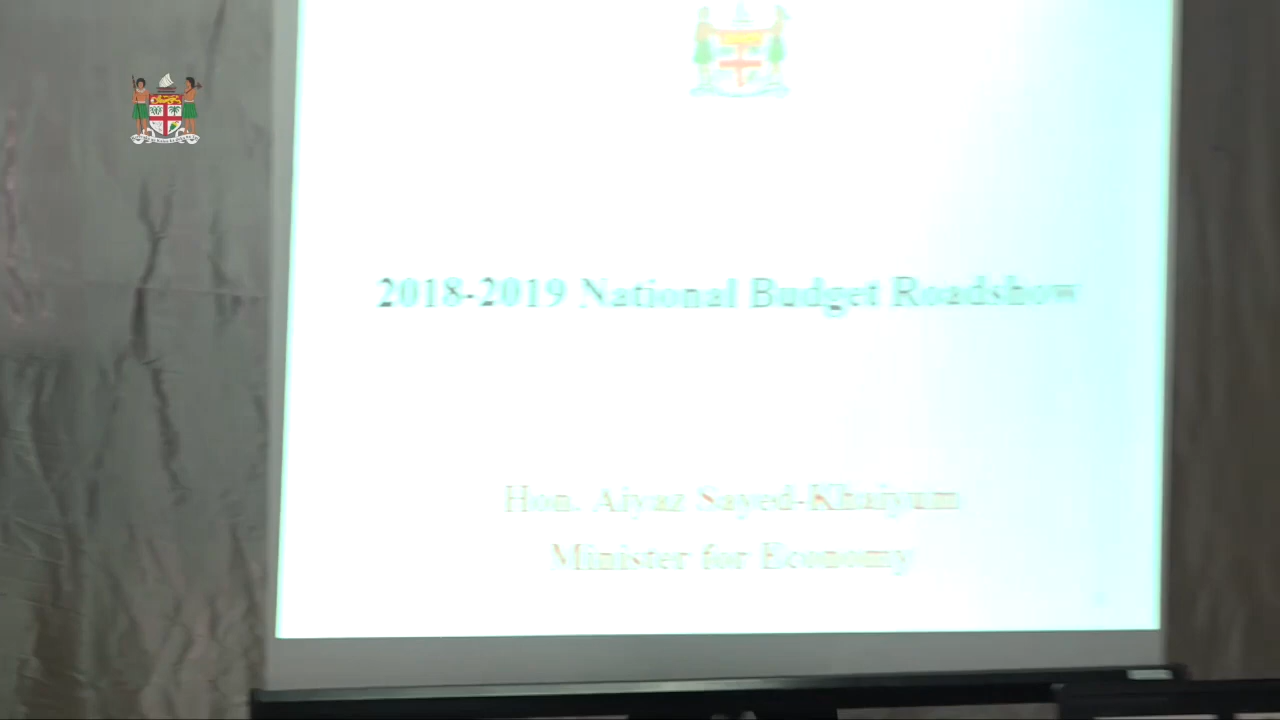 2018-2019 National Budget Roadshow
Hon. Aiyaz Sayed-Khaiyum
Minister for Economy